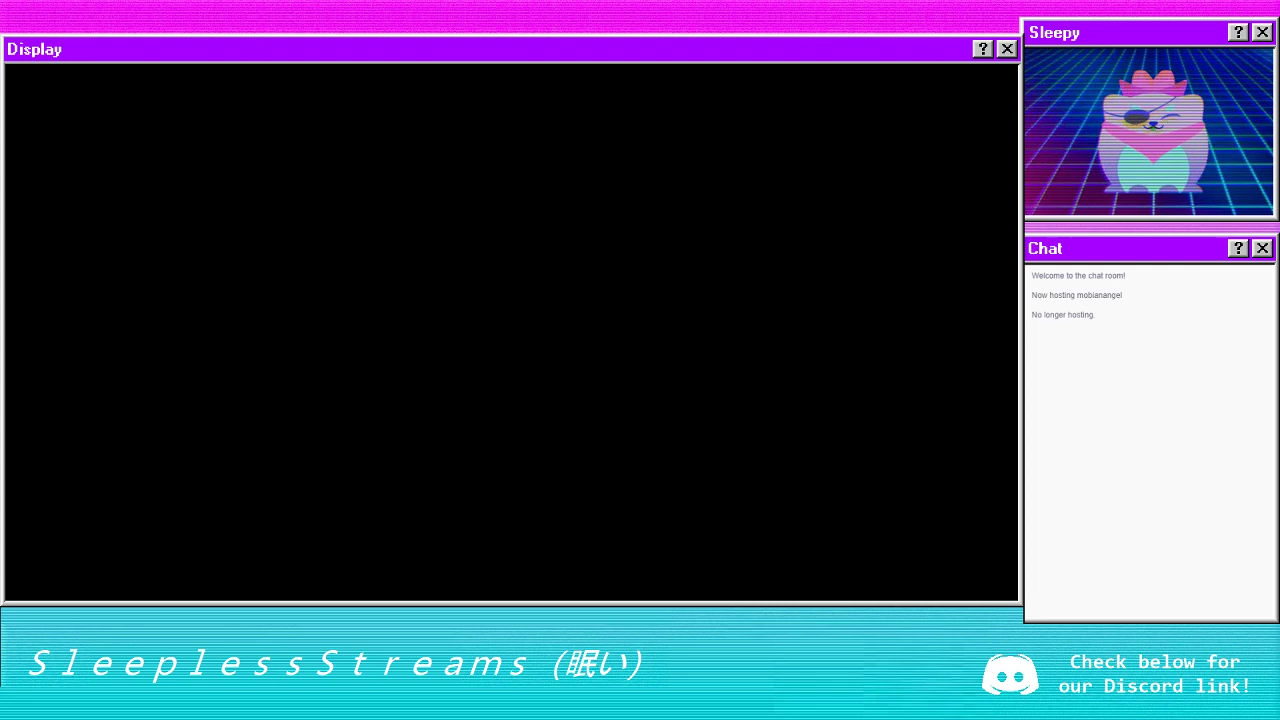 Display
Sleepy
Chat
Welcome to the chat room!
Now hosting mobianangel
No longer hosting.
SleeplessStreams (眠い)
Check below for
our Discord link!